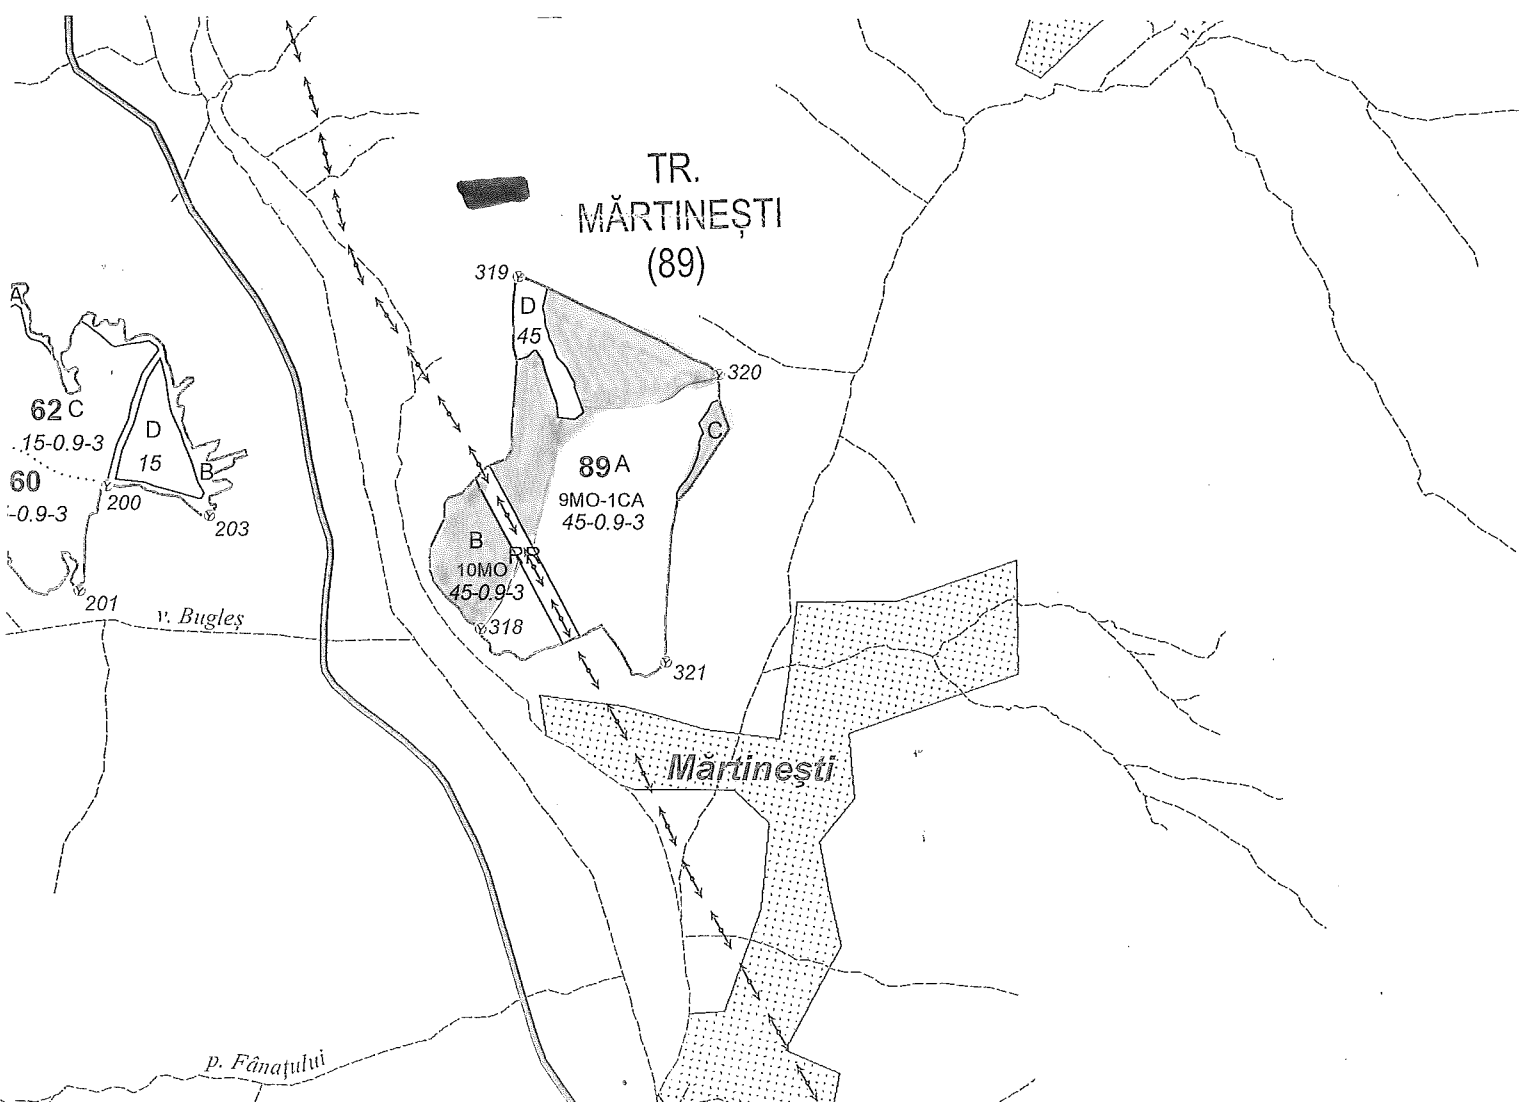 TR.
MĂRTINEȘTI
(89)
319
D
45
320
A
62 C
15-0.9-3
D
15
B
60
-0.9-3
200
203
201
v. Bugleș
C
89 A
9MO-1CA
45-0.9-3
B
10MO
45-0.9-3
RR
318
321
Mărtinești
p. Fânațului